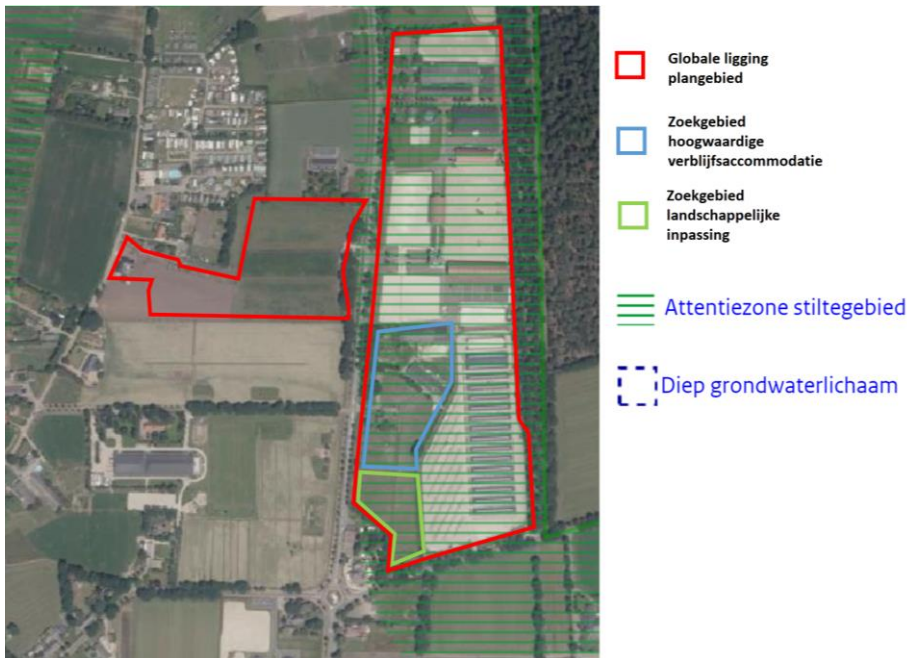 Globale ligging
plangebied
Zoekgebied
hoogwaardige
verblijfsaccommodatie
Zoekgebied
landschappelijke
inpassing
Attentiezone stiltegebied
Diep grondwaterlichaam